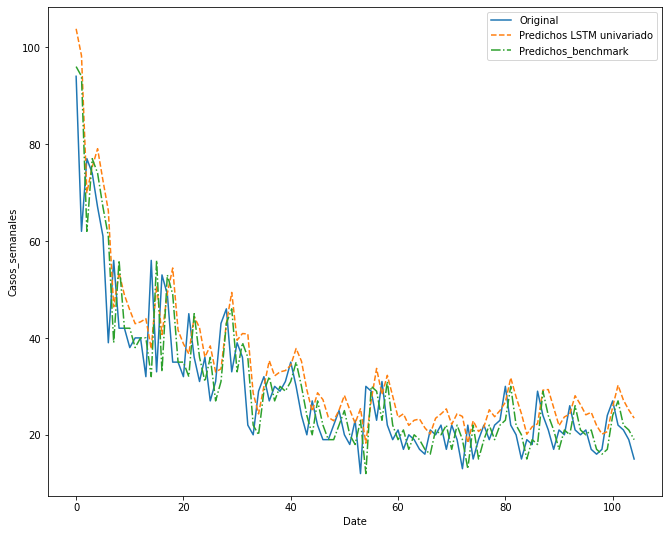 Original
Predichos LSTM univariado
Predichos_benchmark
100
80
60
40
20
Casos_semanales
0 20 40 60 80 100
Date